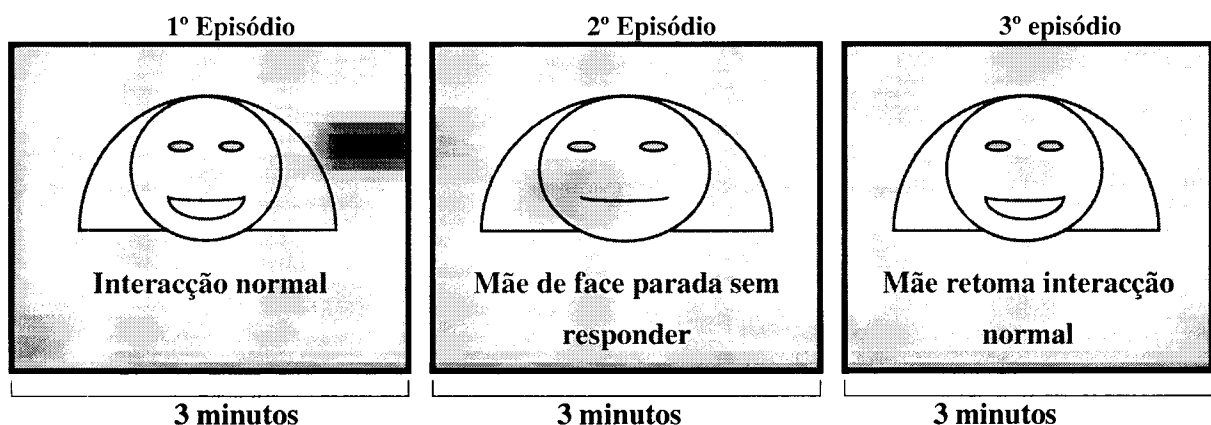 1º Episódio
2º Episódio
3º episódio
Interacção normal
Mãe de face parada sem
responder
Mãe retoma interacção
normal
3 minutos
3 minutos
3 minutos